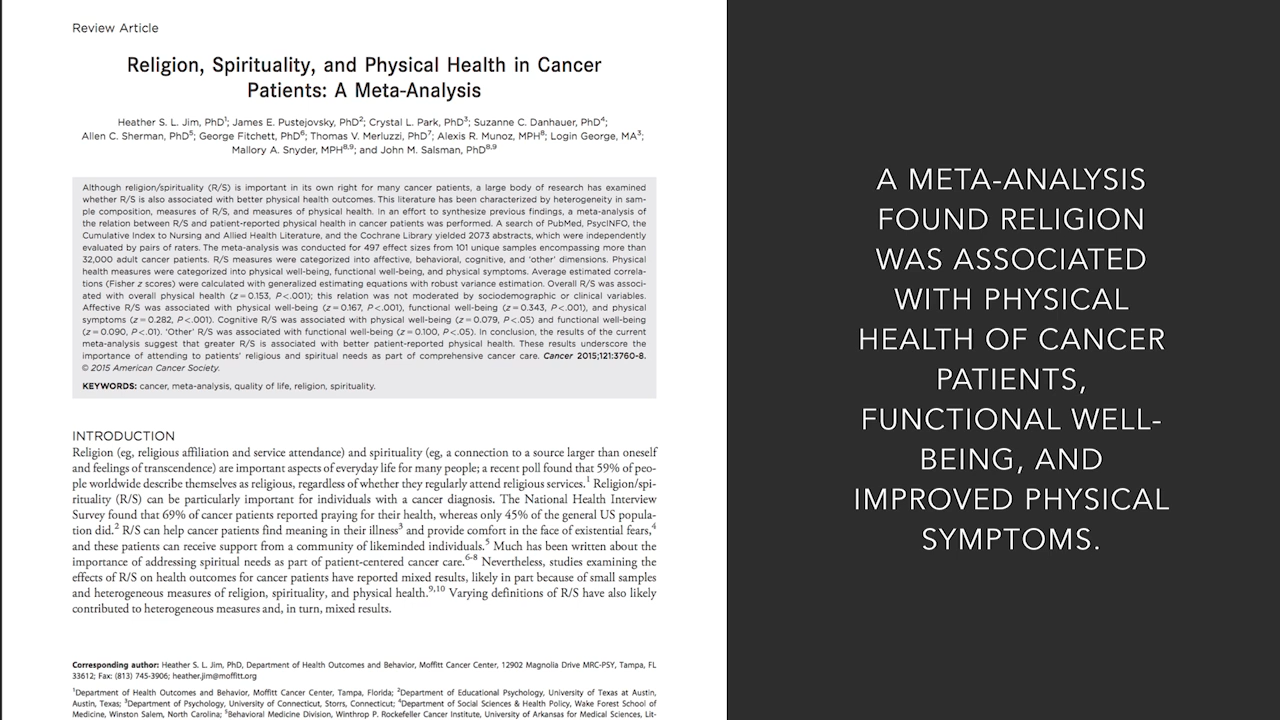 Review Article
Religion, Spirituality, and Physical Health in Cancer
Patients: A Meta-Analysis
Heather S. L. Jim, PhD1; James E. Pustejovsky, PhD2; Crystal L. Park, PhD3; Suzanne C. Danhauer, PhD4;
Allen C. Sherman, PhD5; George Fitchett, PhD6; Thomas V. Merluzzi, PhD7; Alexis R. Munoz, MPH8; Login George, MA3;
Mallory A. Snyder, MPH8,9; and John M. Salsman, PhD8,9
Although religion/spirituality (R/S) is important in its own right for many cancer patients, a large body of research has examined
whether R/S is also associated with better physical health outcomes. This literature has been characterized by heterogeneity in sam-
ple composition, measures of R/S, and measures of physical health. In an effort to synthesize previous findings, a meta-analysis of
the relation between R/S and patient-reported physical health in cancer patients was performed. A search of PubMed, PsycINFO, the
Cumulative Index to Nursing and Allied Health Literature, and the Cochrane Library yielded 2073 abstracts, which were independently
evaluated by pairs of raters. The meta-analysis was conducted for 497 effect sizes from 101 unique samples encompassing more than
32,000 adult cancer patients. R/S measures were categorized into affective, behavioral, cognitive, and 'other' dimensions. Physical
health measures were categorized into physical well-being, functional well-being, and physical symptoms. Average estimated correla-
tions (Fisher z scores) were calculated with generalized estimating equations with robust variance estimation. Overall R/S was associ-
ated with overall physical health (z=0.153, P<.001); this relation was not moderated by sociodemographic or clinical variables.
Affective R/S was associated with physical well-being (z=0.167, P<.001), functional well-being (z=0.343, P<.001), and physical
symptoms (z=0.282, P<.001). Cognitive R/S was associated with physical well-being (z=0.079, P<.05) and functional well-being
(z=0.090, P<.01). 'Other' R/S was associated with functional well-being (z=0.100, P<.05). In conclusion, the results of the current
meta-analysis suggest that greater R/S is associated with better patient-reported physical health. These results underscore the
importance of attending to patients' religious and spiritual needs as part of comprehensive cancer care. Cancer 2015;121:3760-8.
© 2015 American Cancer Society.
KEYWORDS: cancer, meta-analysis, quality of life, religion, spirituality.
INTRODUCTION
Religion (eg, religious affiliation and service attendance) and spirituality (eg, a connection to a source larger than oneself
and feelings of transcendence) are important aspects of everyday life for many people; a recent poll found that 59% of peo-
ple worldwide describe themselves as religious, regardless of whether they regularly attend religious services.1 Religion/spi-
rituality (R/S) can be particularly important for individuals with a cancer diagnosis. The National Health Interview
Survey found that 69% of cancer patients reported praying for their health, whereas only 45% of the general US popula-
tion did.2 R/S can help cancer patients find meaning in their illness3 and provide comfort in the face of existential fears,4
and these patients can receive support from a community of likeminded individuals.5 Much has been written about the
importance of addressing spiritual needs as part of patient-centered cancer care.6-8 Nevertheless, studies examining the
effects of R/S on health outcomes for cancer patients have reported mixed results, likely in part because of small samples
and heterogeneous measures of religion, spirituality, and physical health.9,10 Varying definitions of R/S have also likely
contributed to heterogeneous measures and, in turn, mixed results.
Corresponding author: Heather S. L. Jim, PhD, Department of Health Outcomes and Behavior, Moffitt Cancer Center, 12902 Magnolia Drive MRC-PSY, Tampa, FL
33612; Fax: (813) 745-3906; heather.jim@moffitt.org
1Department of Health Outcomes and Behavior, Moffitt Cancer Center, Tampa, Florida; 2Department of Educational Psychology, University of Texas at Austin,
Austin, Texas; 3Department of Psychology, University of Connecticut, Storrs, Connecticut; 4Department of Social Sciences & Health Policy, Wake Forest School of
Medicine, Winston Salem, North Carolina; 5Behavioral Medicine Division, Winthrop P. Rockefeller Cancer Institute, University of Arkansas for Medical Sciences, Lit-
A META-ANALYSIS
FOUND RELIGION
WAS ASSOCIATED
WITH PHYSICAL
HEALTH OF CANCER
PATIENTS,
FUNCTIONAL WELL-
BEING, AND
IMPROVED PHYSICAL
SYMPTOMS.